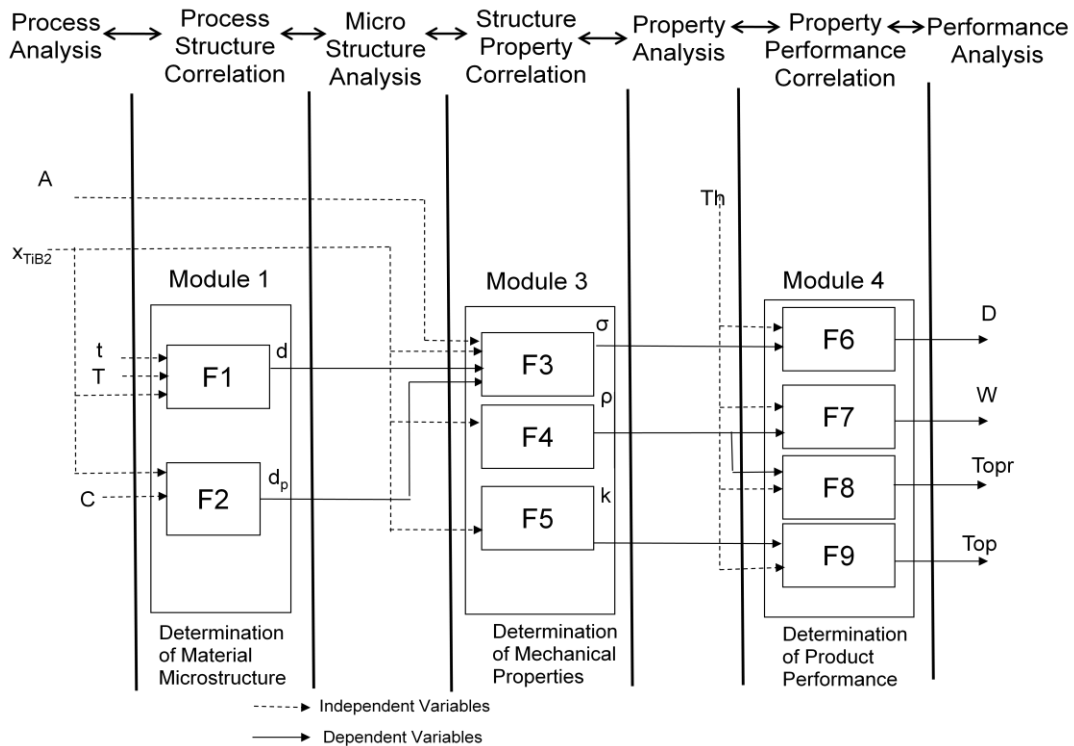 Process
Analysis
Process
Structure
Correlation
Micro
Structure
Analysis
Structure
Property
Correlation
Property
Analysis
Property
Performance
Correlation
Performance
Analysis
A
Th
x_TiB2
Module 1
Module 3
Module 4
t
T
C
F1
d
F2
d_p
F3
σ
F4
ρ
F5
k
F6
D
F7
W
F8
Topr
F9
Top
Determination
of Material
Microstructure
Determination
of Mechanical
Properties
Determination
of Product
Performance
Independent Variables
Dependent Variables